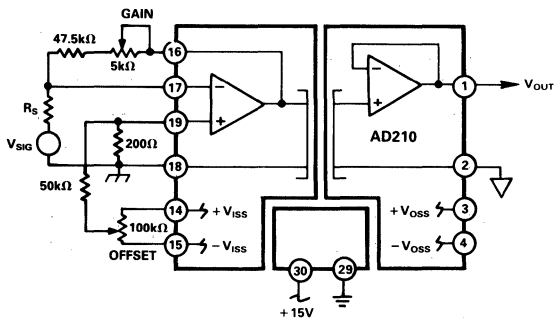 GAIN
47.5kΩ
5kΩ
16
17
19
18
RS
VSIG
200Ω
50kΩ
100kΩ
OFFSET
14
+VISS
15
−VISS
−
+
−
+
AD210
1
VOUT
2
3
+VOSS
4
−VOSS
30
29
+15V